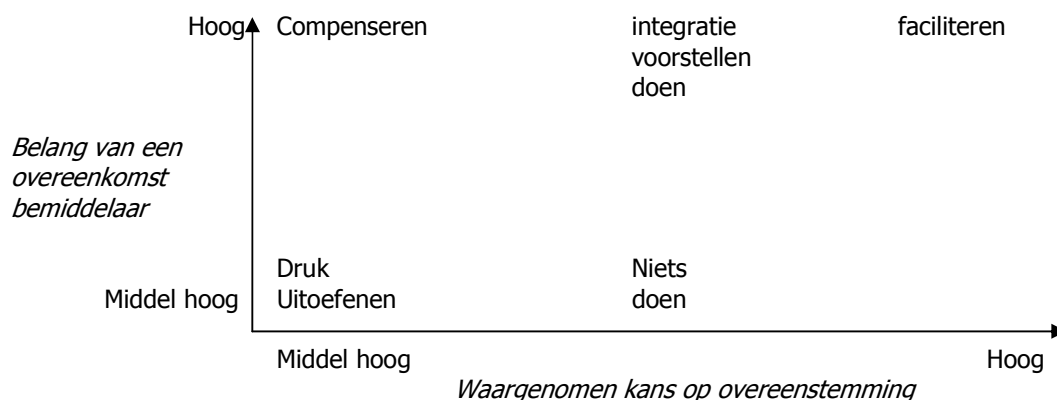 Hoog Compenseren integratie faciliteren
voorstellen
doen
Belang van een
overeenkomst
bemiddelaar
Druk Niets
Middel hoog Uitoefenen doen
Middel hoog Hoog
Waargenomen kans op overeenstemming